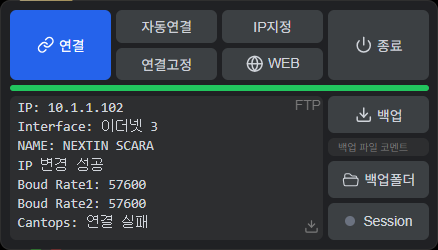 연결
자동연결
IP지정
종료
연결고정
WEB
IP: 10.1.1.102
FTP
Interface: 이더넷 3
NAME: NEXTIN SCARA
IP 변경 성공
Boud Rate1: 57600
Boud Rate2: 57600
Cantops: 연결 실패
백업
백업 파일 코멘트
백업폴더
Session